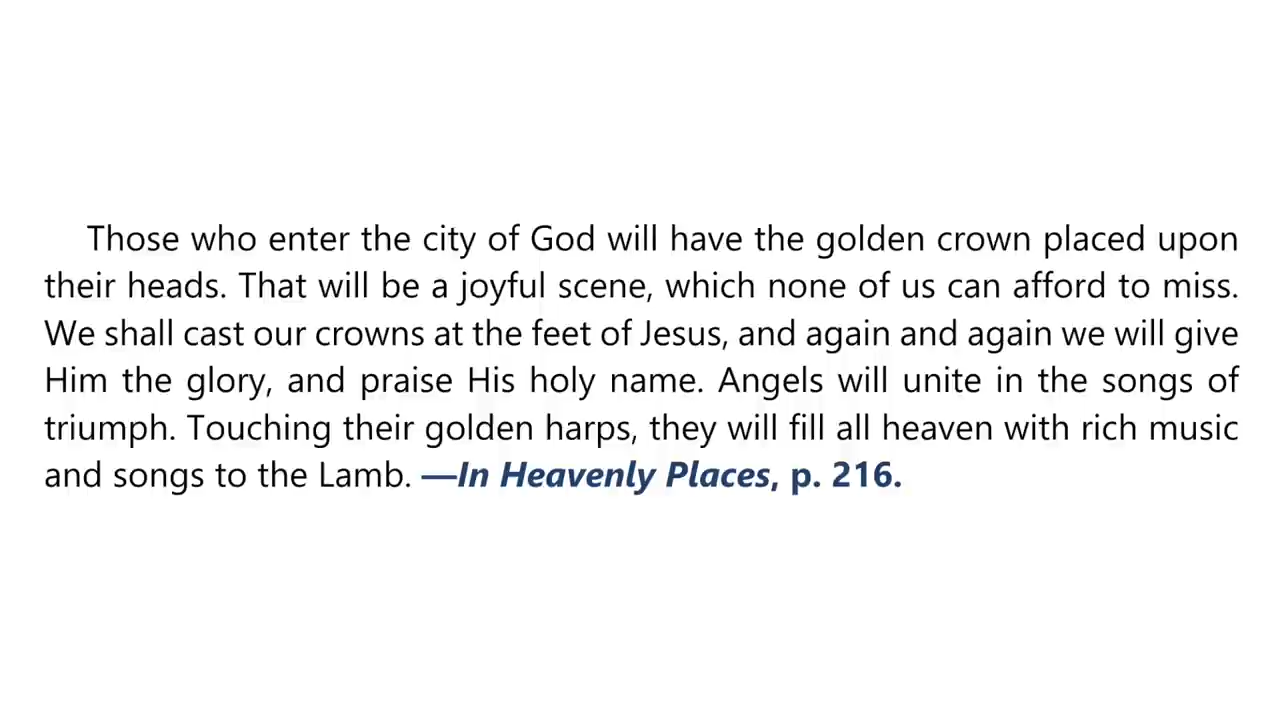 Those who enter the city of God will have the golden crown placed upon
their heads. That will be a joyful scene, which none of us can afford to miss.
We shall cast our crowns at the feet of Jesus, and again and again we will give
Him the glory, and praise His holy name. Angels will unite in the songs of
triumph. Touching their golden harps, they will fill all heaven with rich music
and songs to the Lamb. —In Heavenly Places, p. 216.